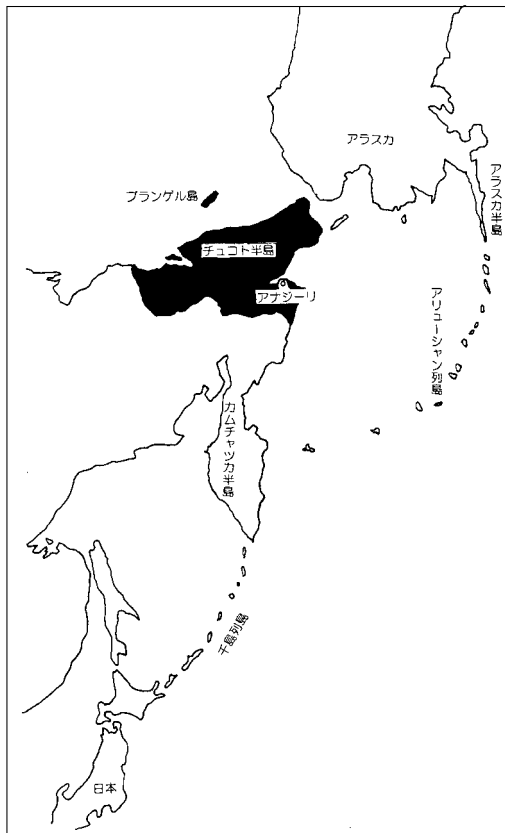 アラスカ
アラスカ半島
ブランゲル島
チュコト半島
アナジーリ
アリューシャン列島
カムチャツカ半島
千島列島
日本